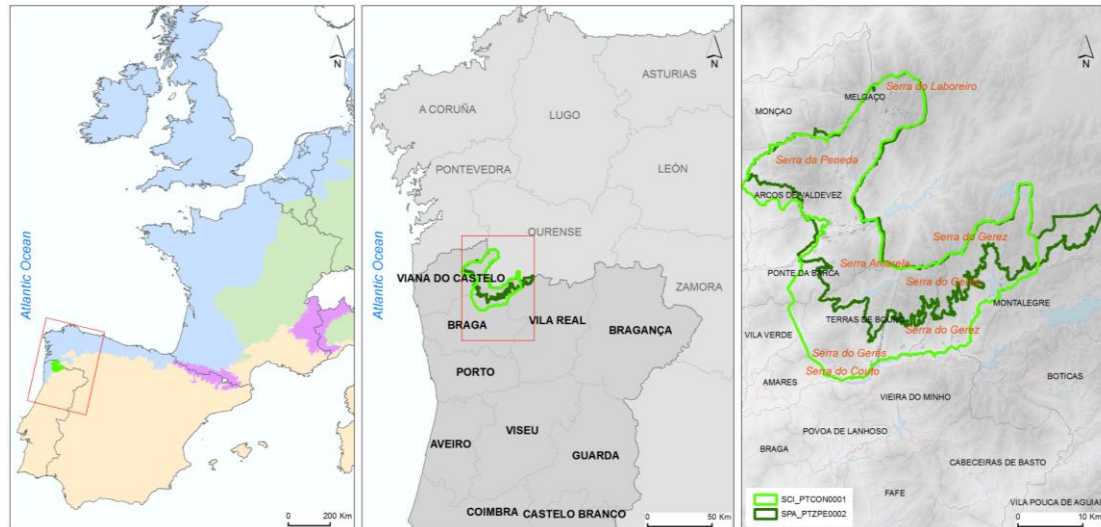 Atlantic Ocean
N
0 200 Km
Atlantic Ocean
N
ASTURIAS
A CORUÑA
LUGO
PONTEVEDRA
LEÓN
OURENSE
VIANA DO CASTELO
ZAMORA
BRAGA
VILA REAL
BRAGANÇA
PORTO
VISEU
AVEIRO
GUARDA
COIMBRA
CASTELO BRANCO
0 50 Km
N
Serra do Laboreiro
MELGAÇO
MONÇAO
Serra da Peneda
ARCOS DE VALDEVEZ
Serra do Gerez
Serra Amarela
PONTE DA BARCA
Serra do Gerez
MONTALEGRE
TERRAS DE BOURO
Serra do Gerez
VILA VERDE
Serra do Gerês
Serra do Couto
AMARES
BOTICAS
VIEIRA DO MINHO
POVOA DE LANHOSO
BRAGA
CABECEIRAS DE BASTO
FAFE
SCI_PTCON0001
SPA_PTZPE0002
VILA POUCA DE AGUIAR
0 10 Km